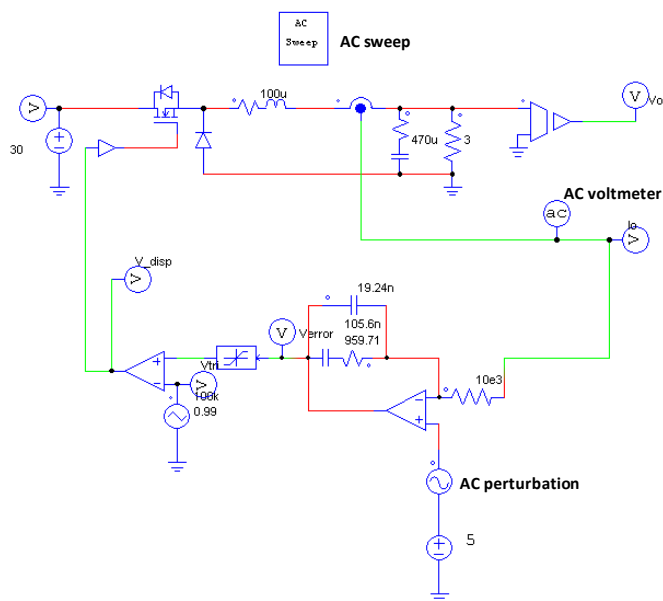 AC
Sweep
AC sweep
100u
V
V
Vo
30
470u
3
AC voltmeter
ac
Io
V
V_disp
V
19.24n
105.6n
959.71
V
Verror
Vtri
V
100k
0.99
10e3
AC perturbation
5